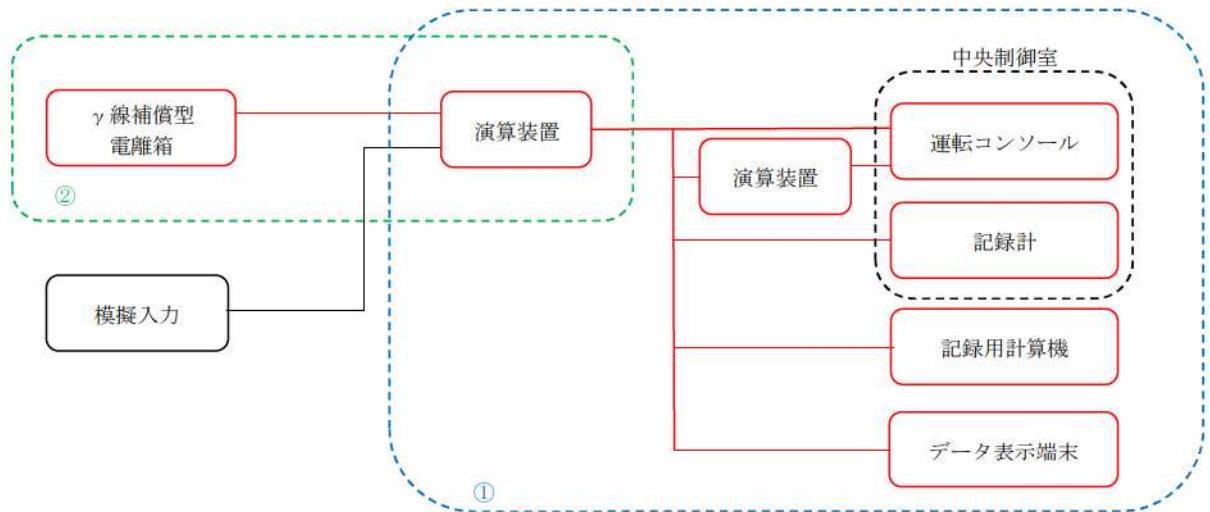 中央制御室
γ線補償型
電離箱
演算装置
運転コンソール
演算装置
②
記録計
模擬入力
記録用計算機
データ表示端末
①